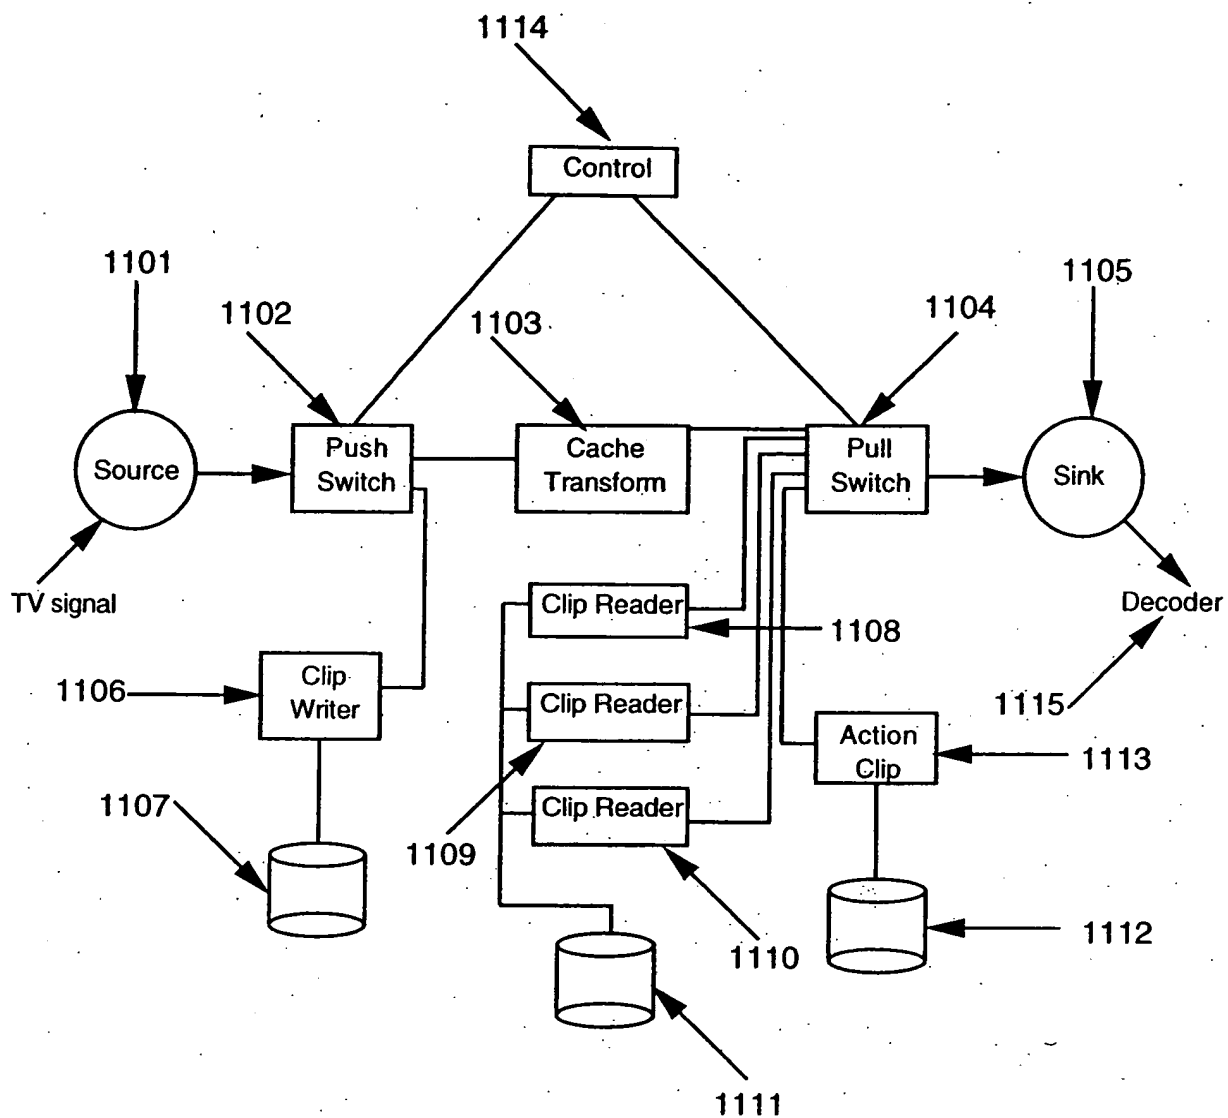 1114
Control
1101
1102
1103
1104
1105
Source
Push
Switch
Cache
Transform
Pull
Switch
Sink
TV signal
Decoder
Clip Reader
1108
1106
Clip
Writer
Clip Reader
1115
Action
Clip
1113
1107
Clip Reader
1109
1110
1112
1111